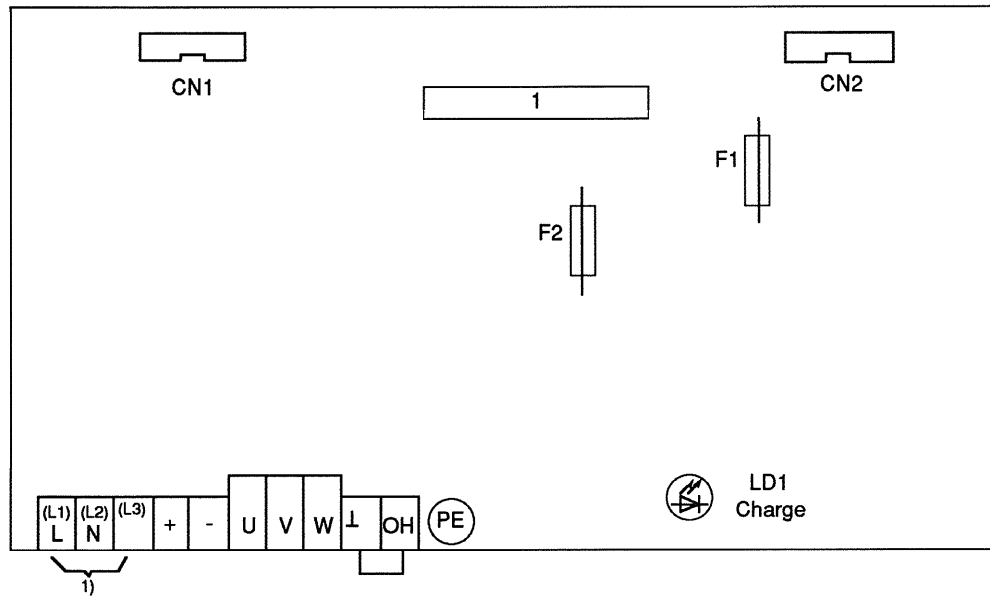 CN1
CN2
1
F1
F2
LD1
Charge
(L1) (L2) (L3)
L N + - U V W ⊥ OH PE
1)